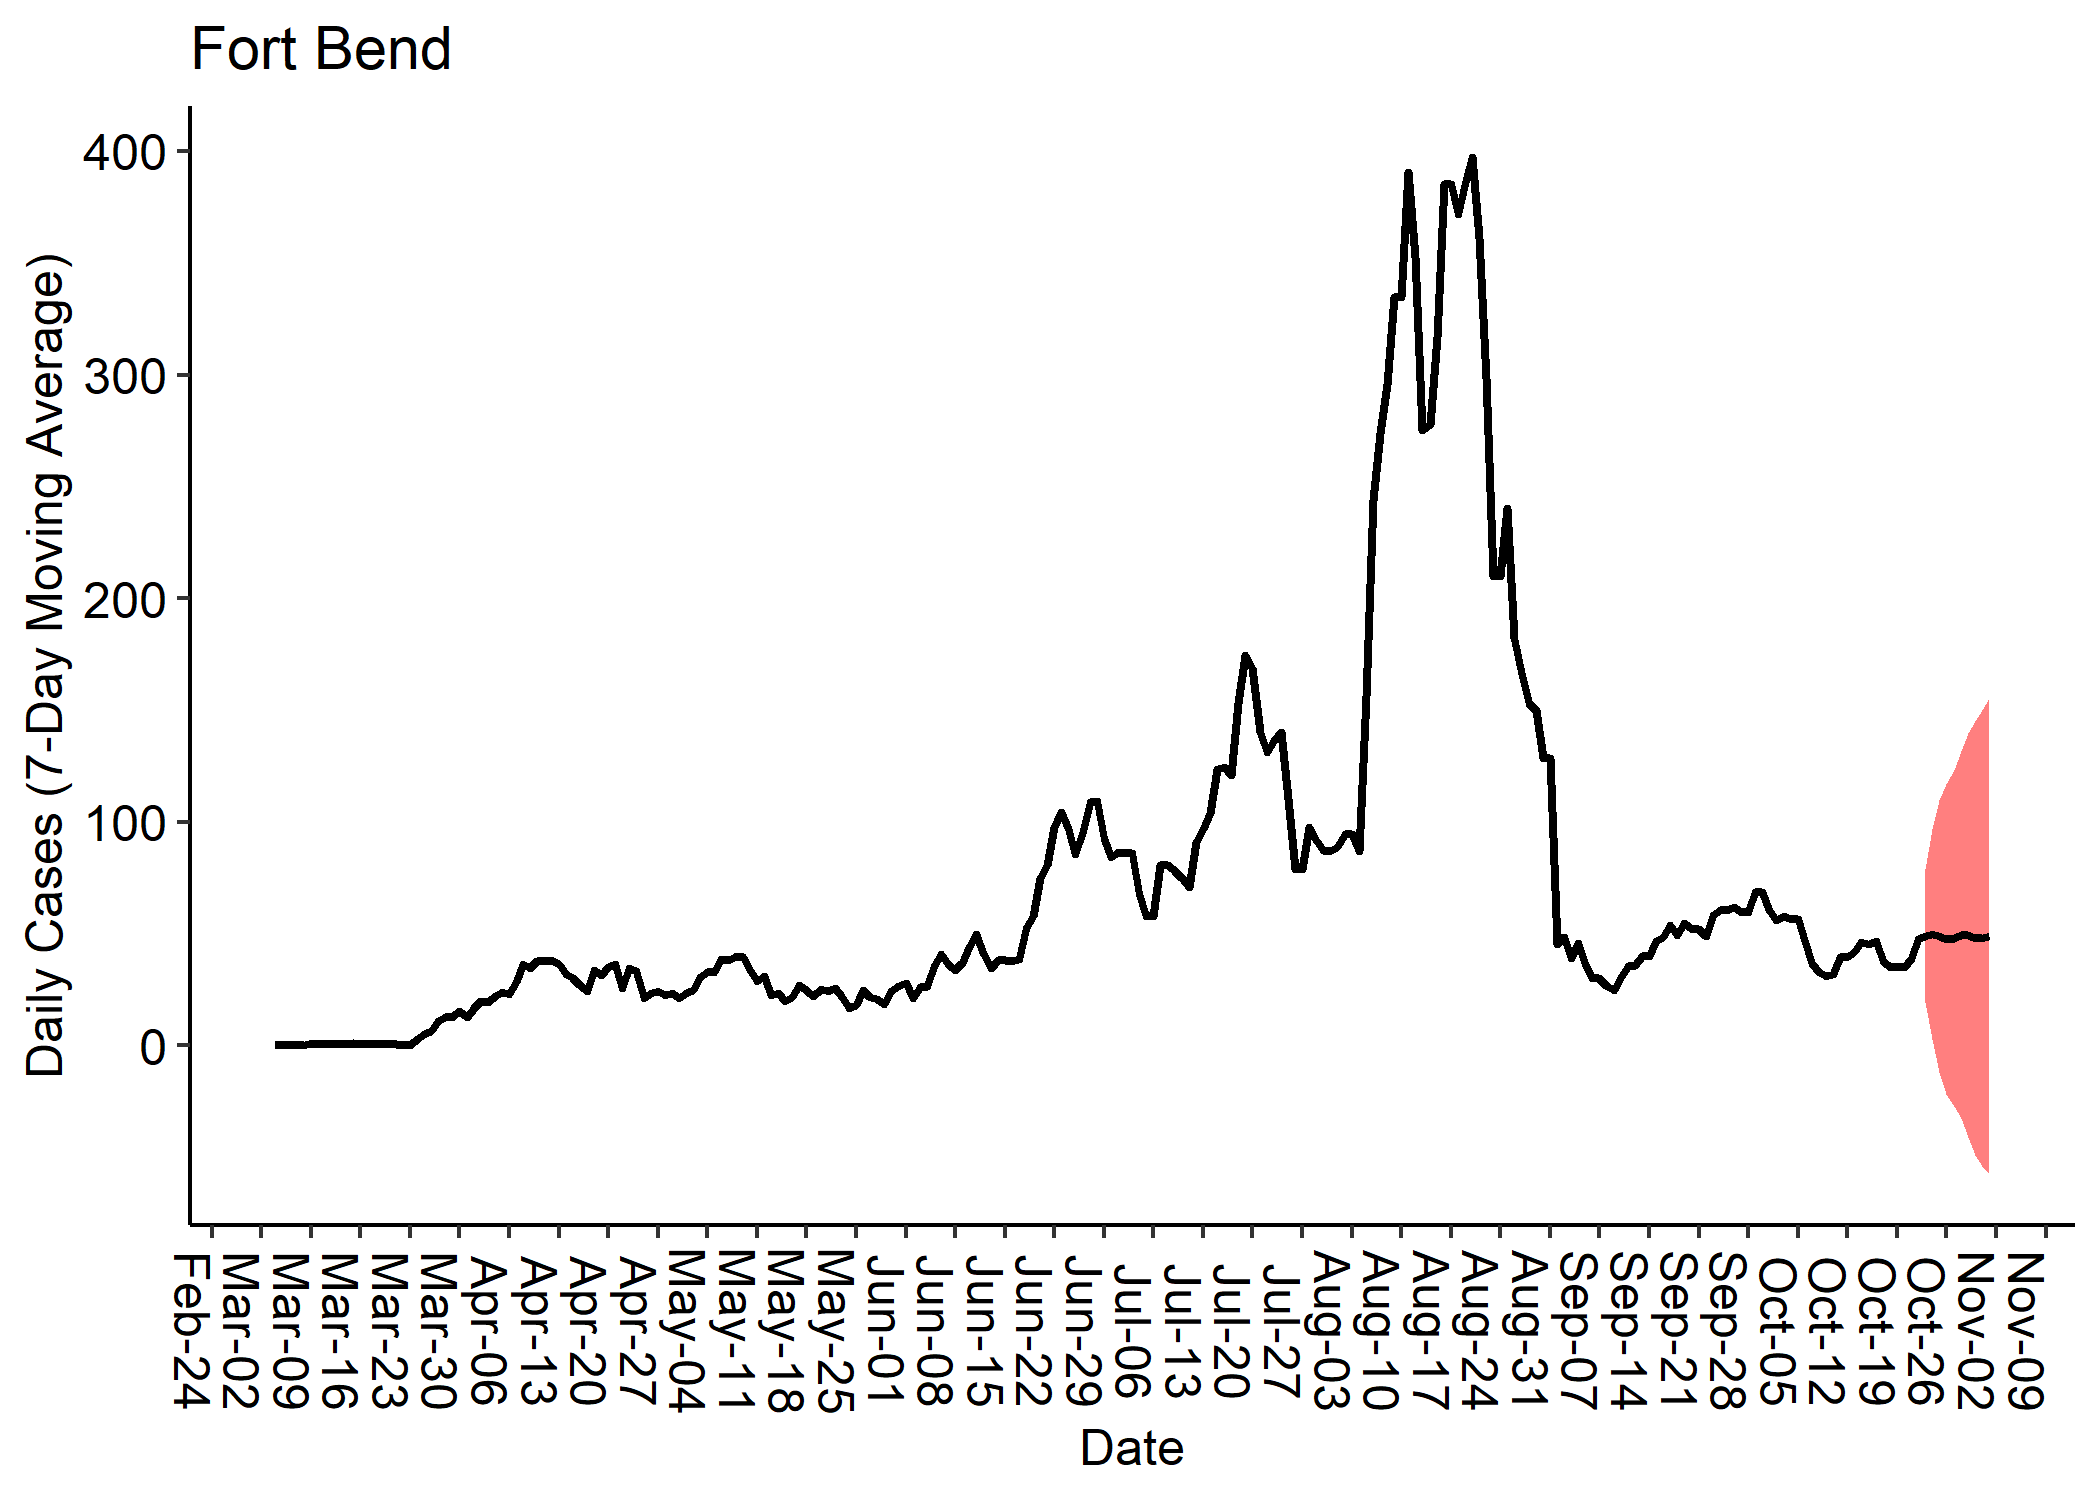 Fort Bend
Daily Cases (7-Day Moving Average)
400
300
200
100
0
Feb-24
Mar-02
Mar-09
Mar-16
Mar-23
Mar-30
Apr-06
Apr-13
Apr-20
Apr-27
May-04
May-11
May-18
May-25
Jun-01
Jun-08
Jun-15
Jun-22
Jun-29
Jul-06
Jul-13
Jul-20
Jul-27
Aug-03
Aug-10
Aug-17
Aug-24
Aug-31
Sep-07
Sep-14
Sep-21
Sep-28
Oct-05
Oct-12
Oct-19
Oct-26
Nov-02
Nov-09
Date